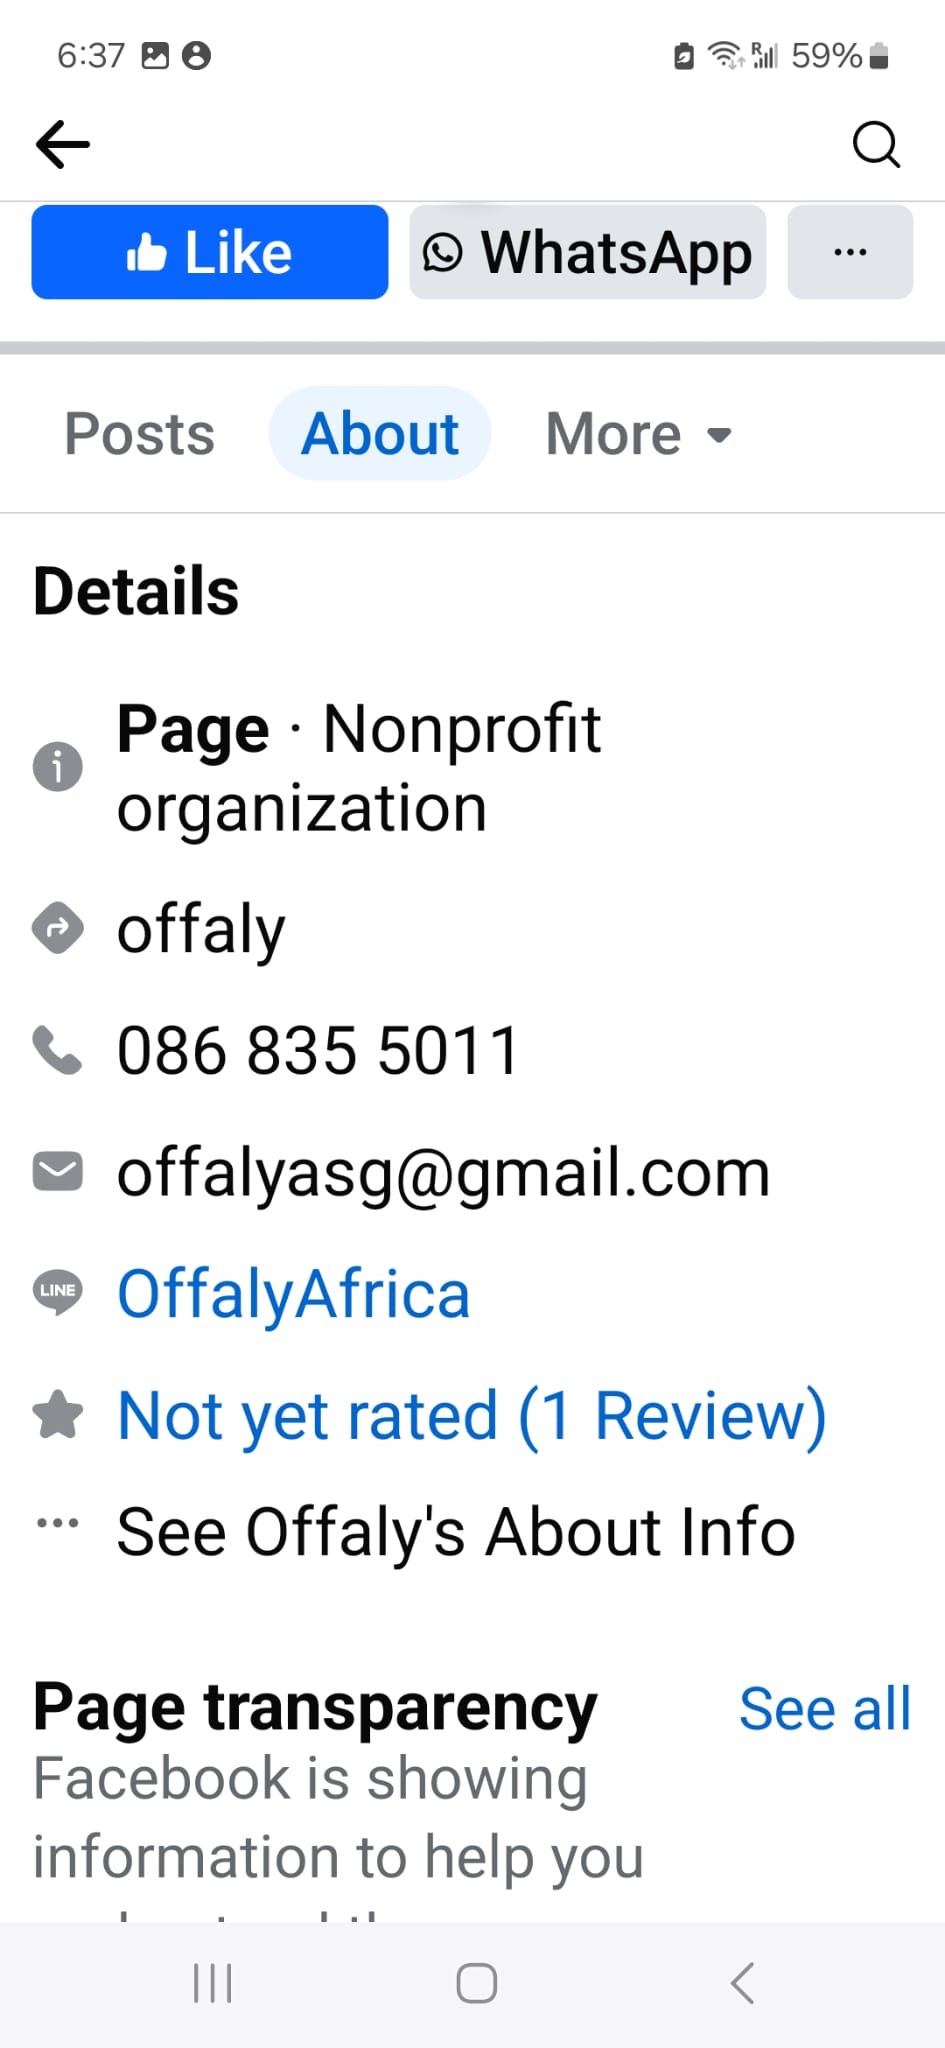 6:37
R 59%
Like
WhatsApp
Posts
About
More
Details
Page · Nonprofit
organization
offaly
086 835 5011
offalyasg@gmail.com
LINE
OffalyAfrica
Not yet rated (1 Review)
See Offaly's About Info
Page transparency
See all
Facebook is showing
information to help you